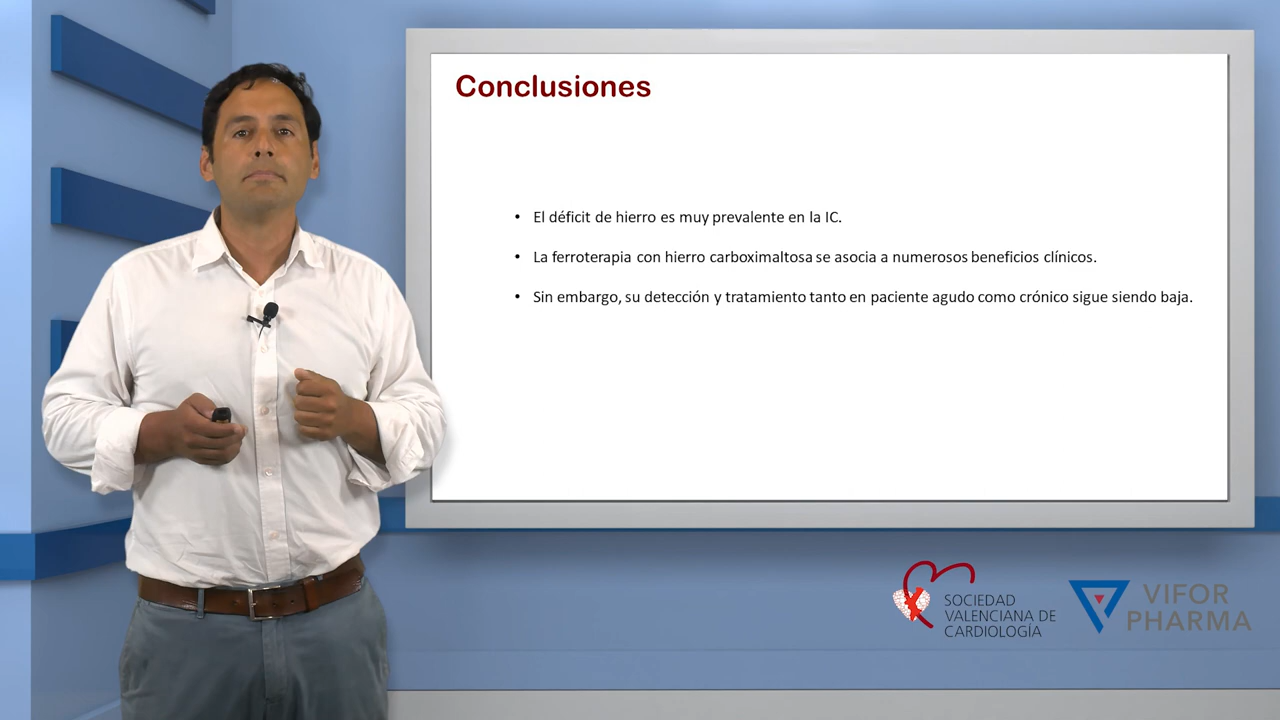 Conclusiones
• El déficit de hierro es muy prevalente en la IC.
• La ferroterapia con hierro carboximaltosa se asocia a numerosos beneficios clínicos.
• Sin embargo, su detección y tratamiento tanto en paciente agudo como crónico sigue siendo baja.
SOCIEDAD
VALENCIANA DE
CARDIOLOGÍA
VIFOR
PHARMA